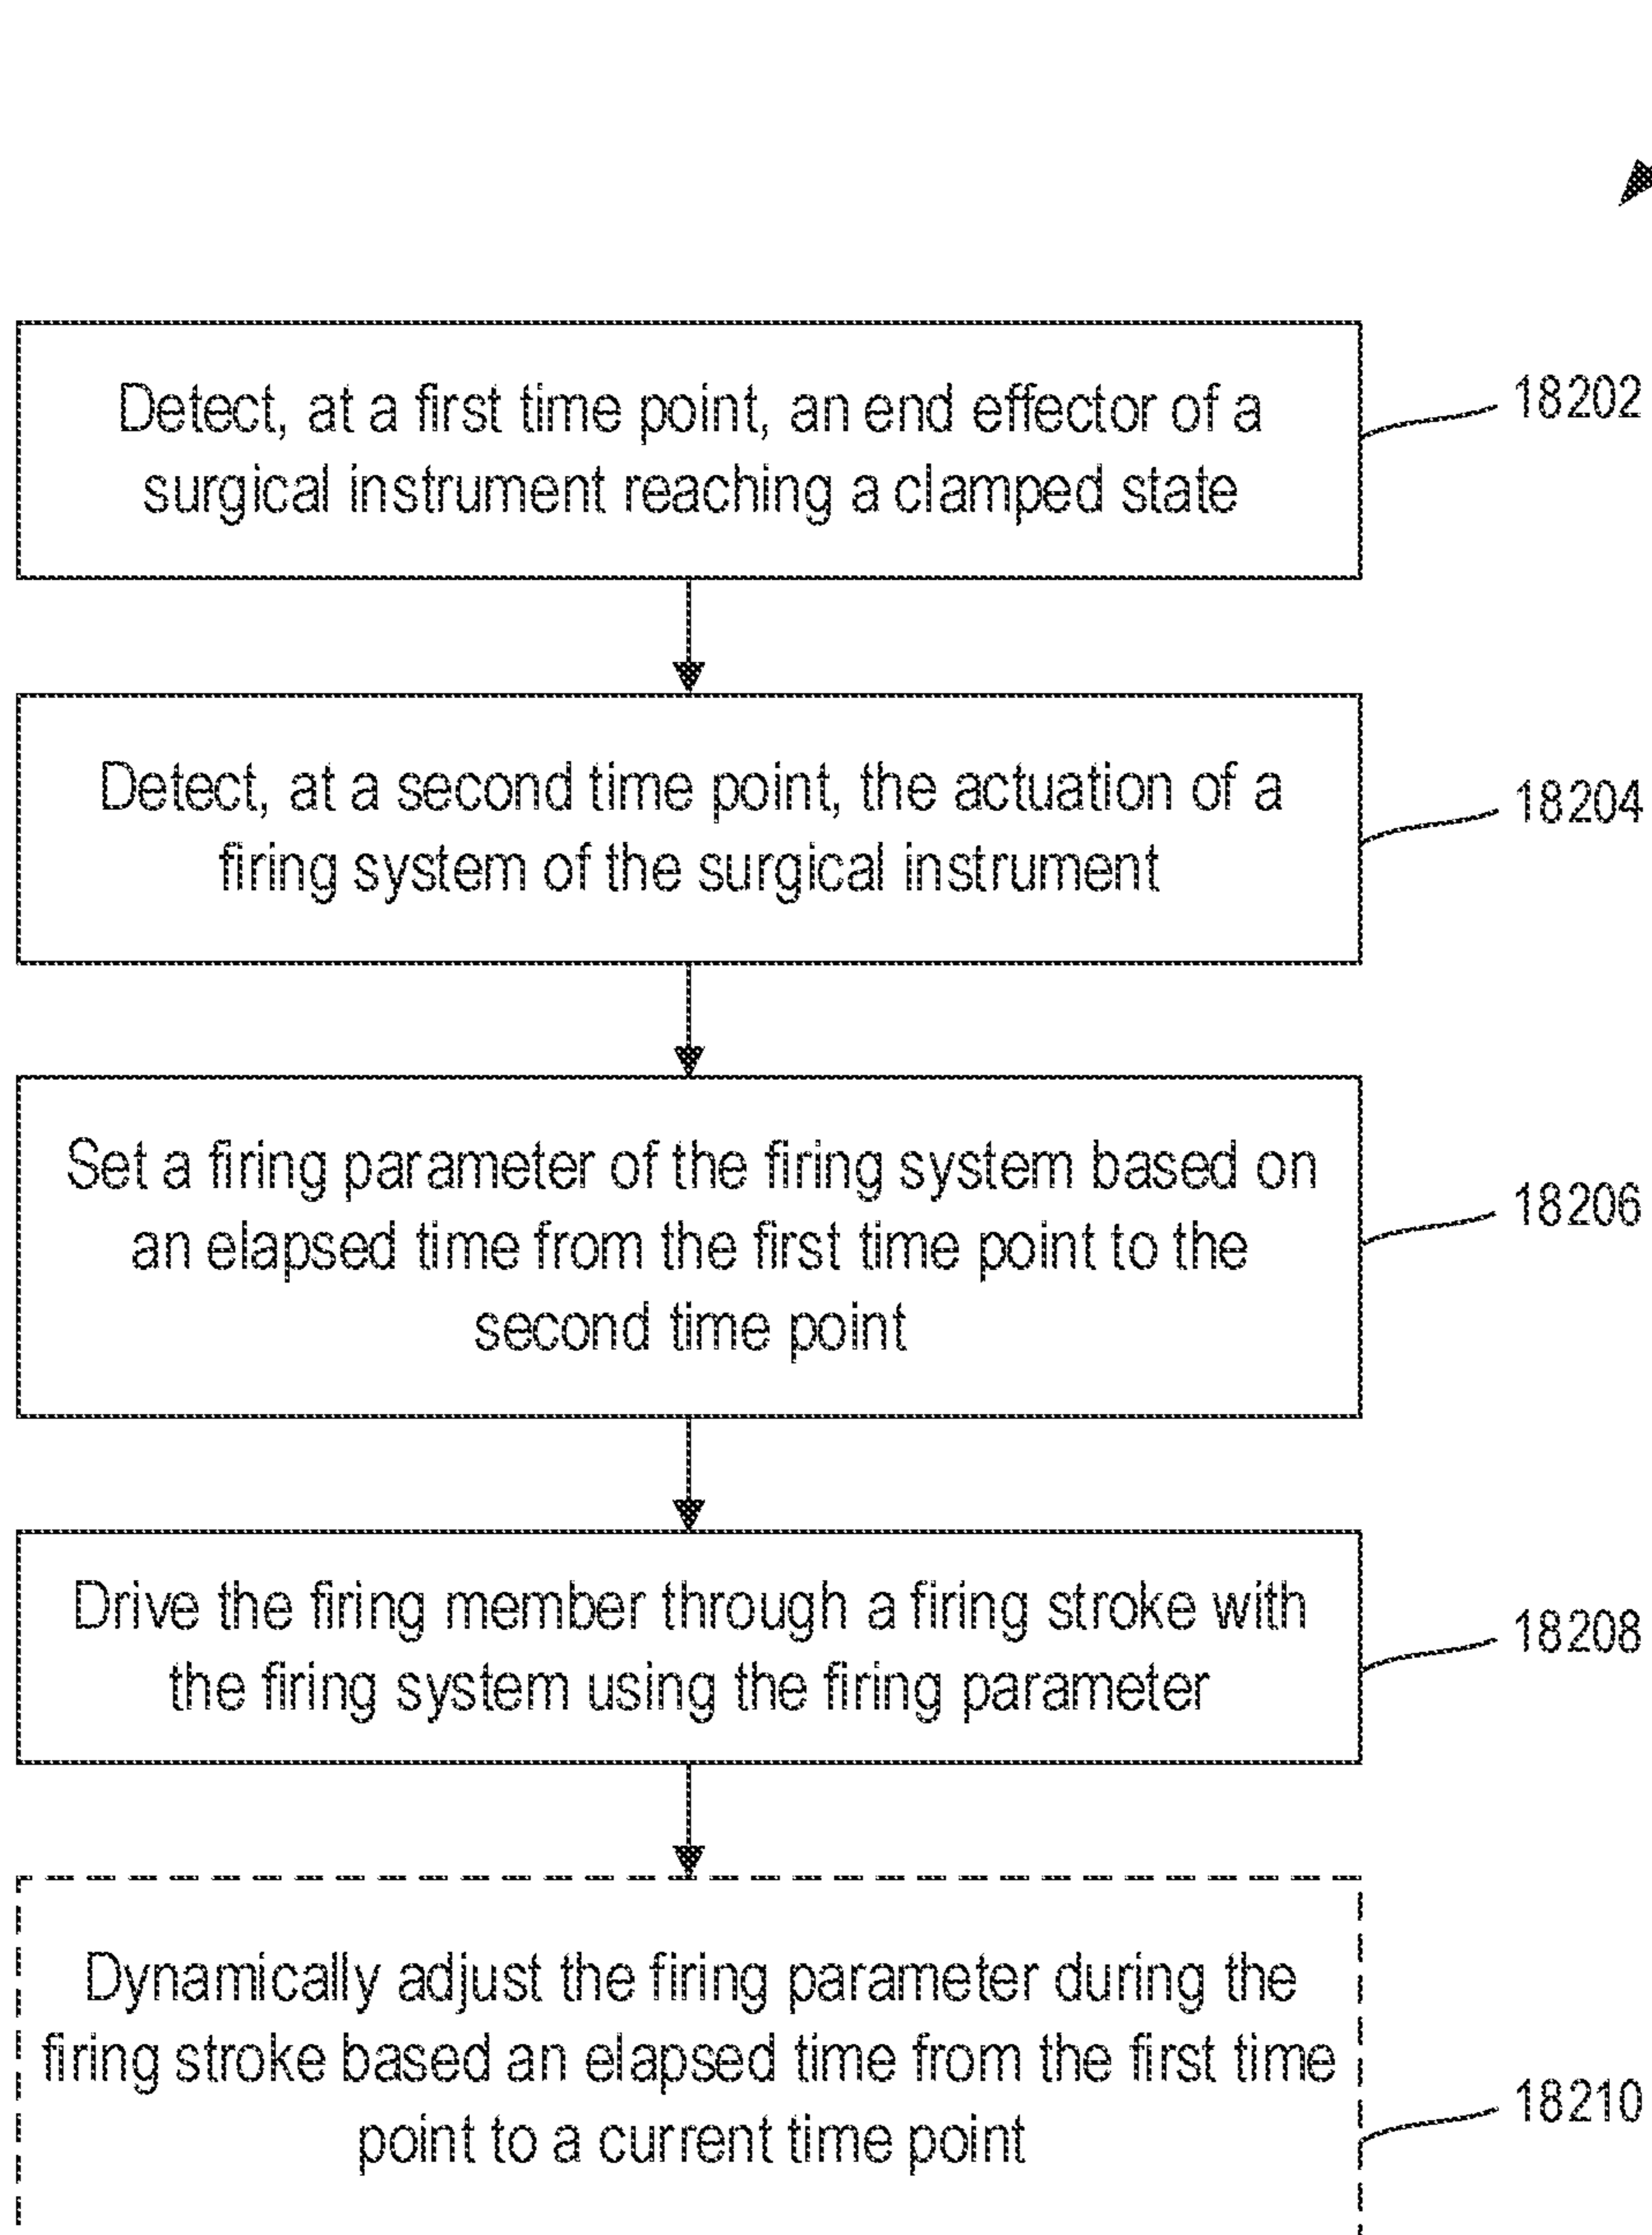 Detect, at a first time point, an end effector of a
surgical instrument reaching a clamped state
18202
Detect, at a second time point, the actuation of a
firing system of the surgical instrument
18204
Set a firing parameter of the firing system based on
an elapsed time from the first time point to the
second time point
18206
Drive the firing member through a firing stroke with
the firing system using the firing parameter
18208
Dynamically adjust the firing parameter during the
firing stroke based an elapsed time from the first time
point to a current time point
18210